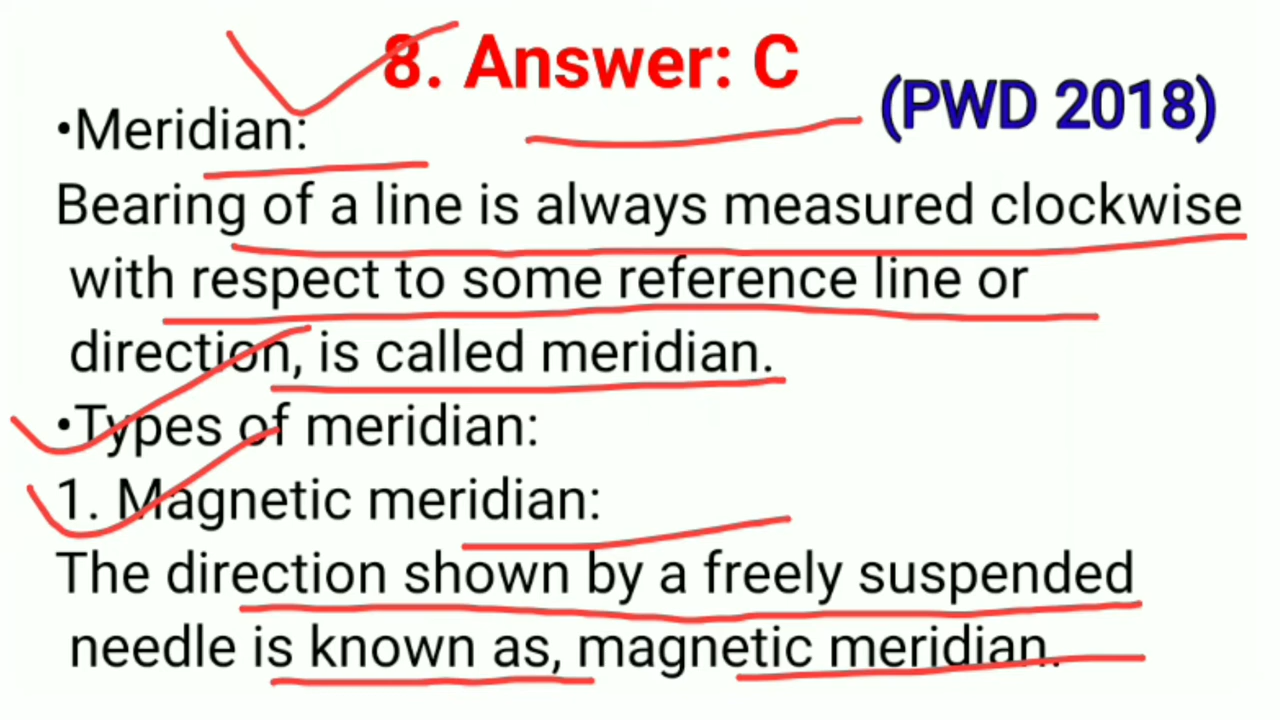 8. Answer: C
(PWD 2018)
•Meridian:
Bearing of a line is always measured clockwise
with respect to some reference line or
direction, is called meridian.
•Types of meridian:
1. Magnetic meridian:
The direction shown by a freely suspended
needle is known as, magnetic meridian.